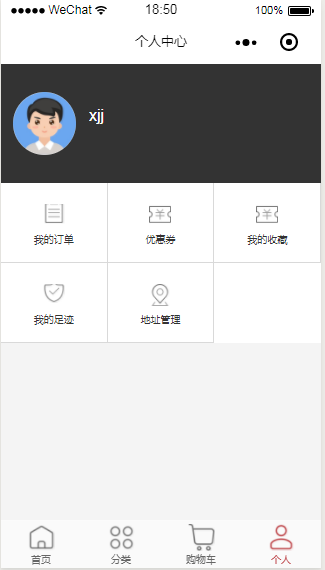 WeChat 18:50 100%
个人中心
xjj
我的订单 优惠券 我的收藏
我的足迹 地址管理
首页 分类 购物车 个人